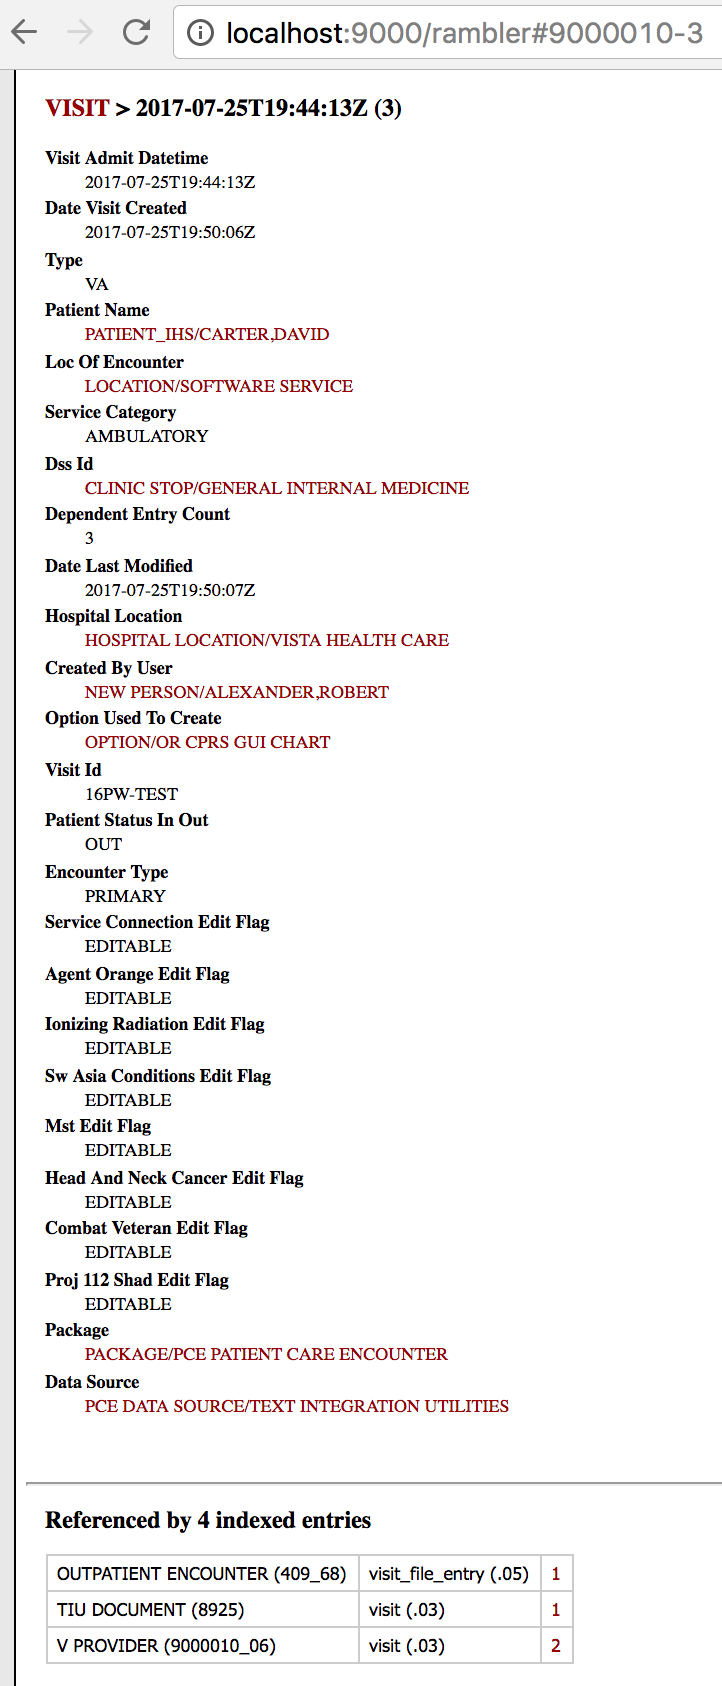 localhost:9000/rambler#9000010-3
VISIT > 2017-07-25T19:44:13Z (3)
Visit Admit Datetime
2017-07-25T19:44:13Z
Date Visit Created
2017-07-25T19:50:06Z
Type
VA
Patient Name
PATIENT_IHS/CARTER,DAVID
Loc Of Encounter
LOCATION/SOFTWARE SERVICE
Service Category
AMBULATORY
Dss Id
CLINIC STOP/GENERAL INTERNAL MEDICINE
Dependent Entry Count
3
Date Last Modified
2017-07-25T19:50:07Z
Hospital Location
HOSPITAL LOCATION/VISTA HEALTH CARE
Created By User
NEW PERSON/ALEXANDER,ROBERT
Option Used To Create
OPTION/OR CPRS GUI CHART
Visit Id
16PW-TEST
Patient Status In Out
OUT
Encounter Type
PRIMARY
Service Connection Edit Flag
EDITABLE
Agent Orange Edit Flag
EDITABLE
Ionizing Radiation Edit Flag
EDITABLE
Sw Asia Conditions Edit Flag
EDITABLE
Mst Edit Flag
EDITABLE
Head And Neck Cancer Edit Flag
EDITABLE
Combat Veteran Edit Flag
EDITABLE
Proj 112 Shad Edit Flag
EDITABLE
Package
PACKAGE/PCE PATIENT CARE ENCOUNTER
Data Source
PCE DATA SOURCE/TEXT INTEGRATION UTILITIES
Referenced by 4 indexed entries
OUTPATIENT ENCOUNTER (409_68) visit_file_entry (.05) 1
TIU DOCUMENT (8925) visit (.03) 1
V PROVIDER (9000010_06) visit (.03) 2